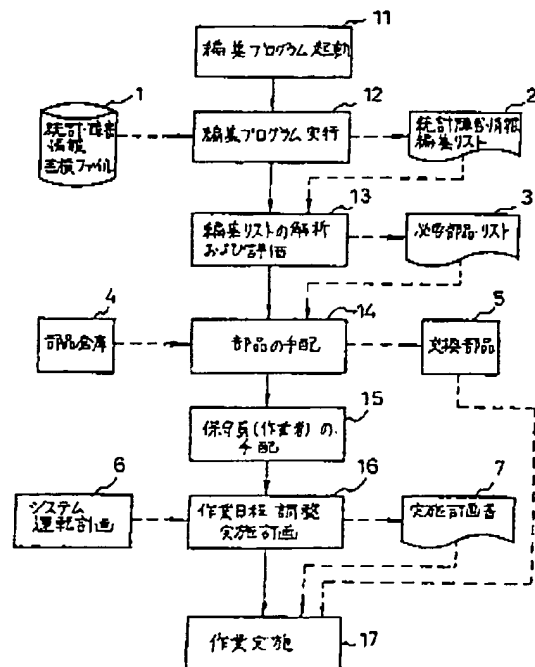 11
編集プログラム起動
1
統計・障害
情報
蓄積ファイル
12
編集プログラム実行
2
統計障害情報
編集リスト
13
編集リストの解析
および評価
3
必要部品リスト
4
部品倉庫
14
部品の手配
5
交換部品
15
保守員(作業者)の
手配
6
システム
運転計画
16
作業日程調整
実施計画
7
実施計画書
作業実施
17